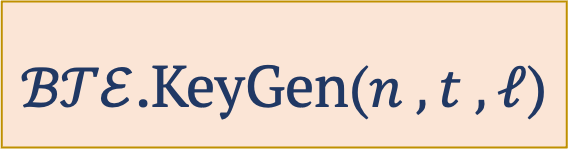 ℬ𝒯ℰ.KeyGen(𝑛 , 𝑡 , ℓ)